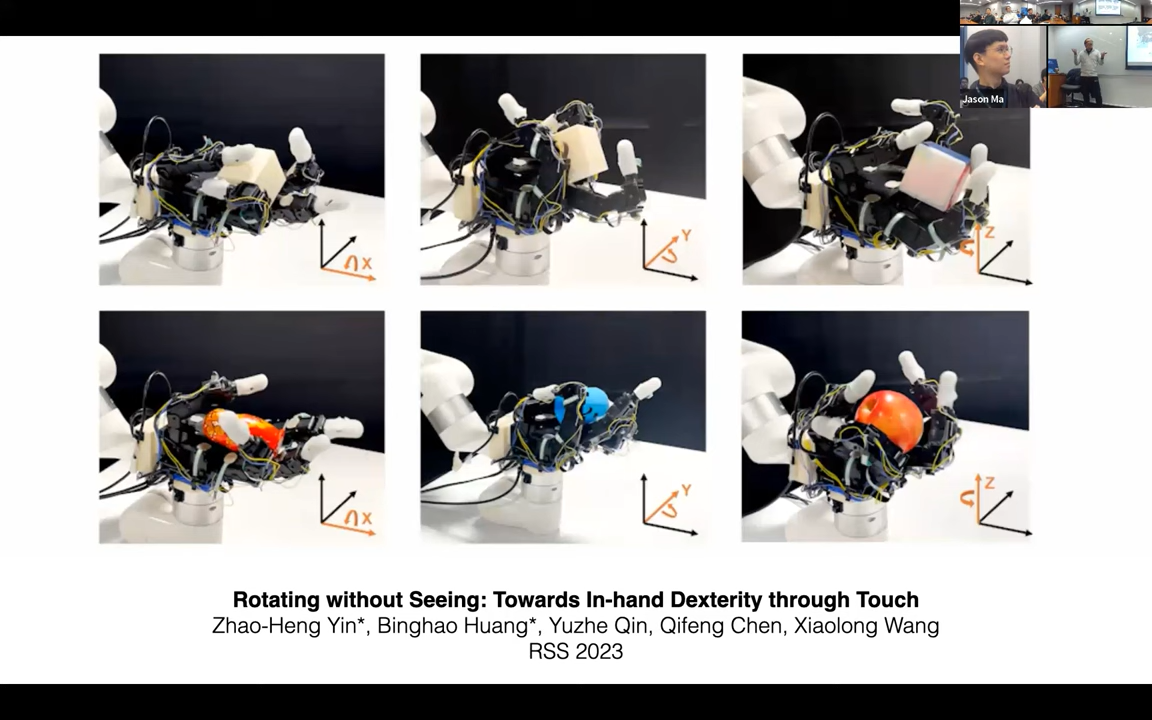 Jason Ma
X
Y
Z
X
Y
Z
Rotating without Seeing: Towards In-hand Dexterity through Touch
Zhao-Heng Yin*, Binghao Huang*, Yuzhe Qin, Qifeng Chen, Xiaolong Wang
RSS 2023